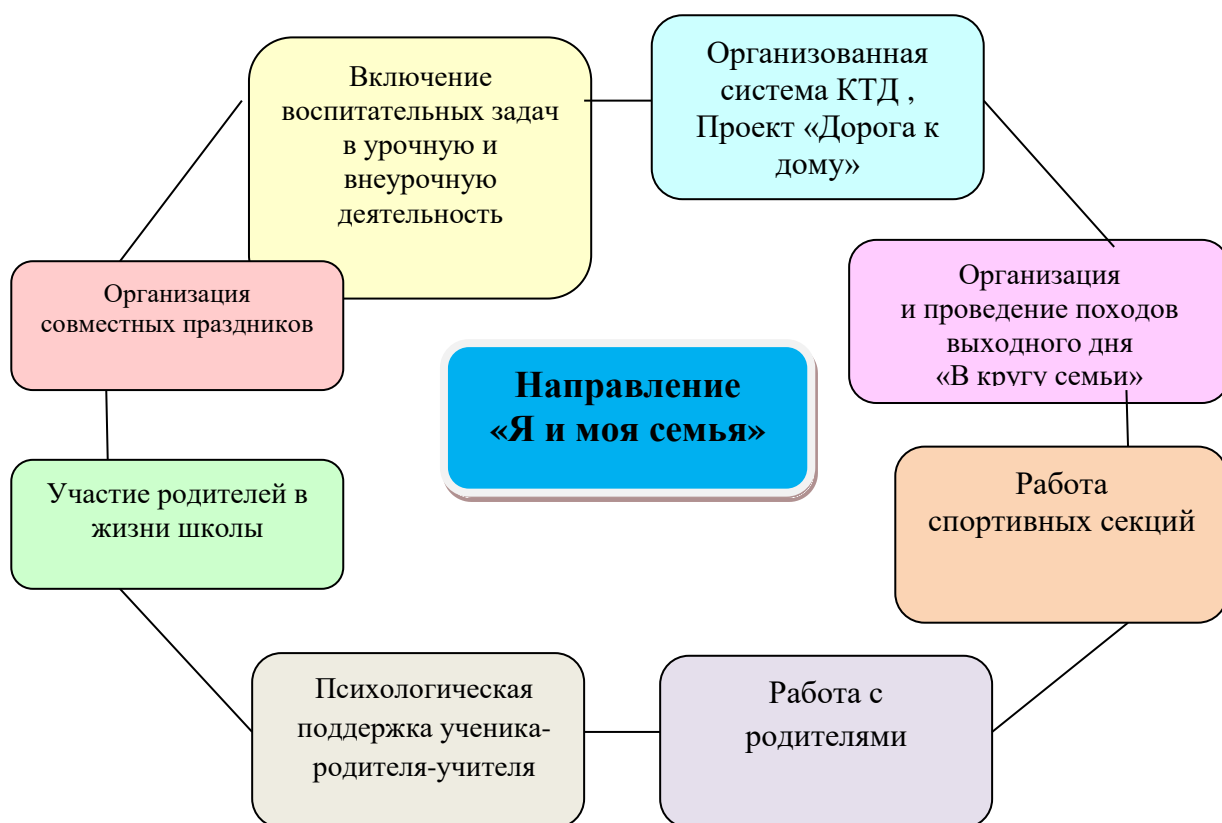 Включение
воспитательных задач
в урочную и
внеурочную
деятельность
Организованная
система КТД ,
Проект «Дорога к
дому»
Организация
и проведение походов
выходного дня
«В кругу семьи»
Организация
совместных праздников
Направление
«Я и моя семья»
Участие родителей в
жизни школы
Работа
спортивных секций
Психологическая
поддержка ученика-
родителя-учителя
Работа с
родителями